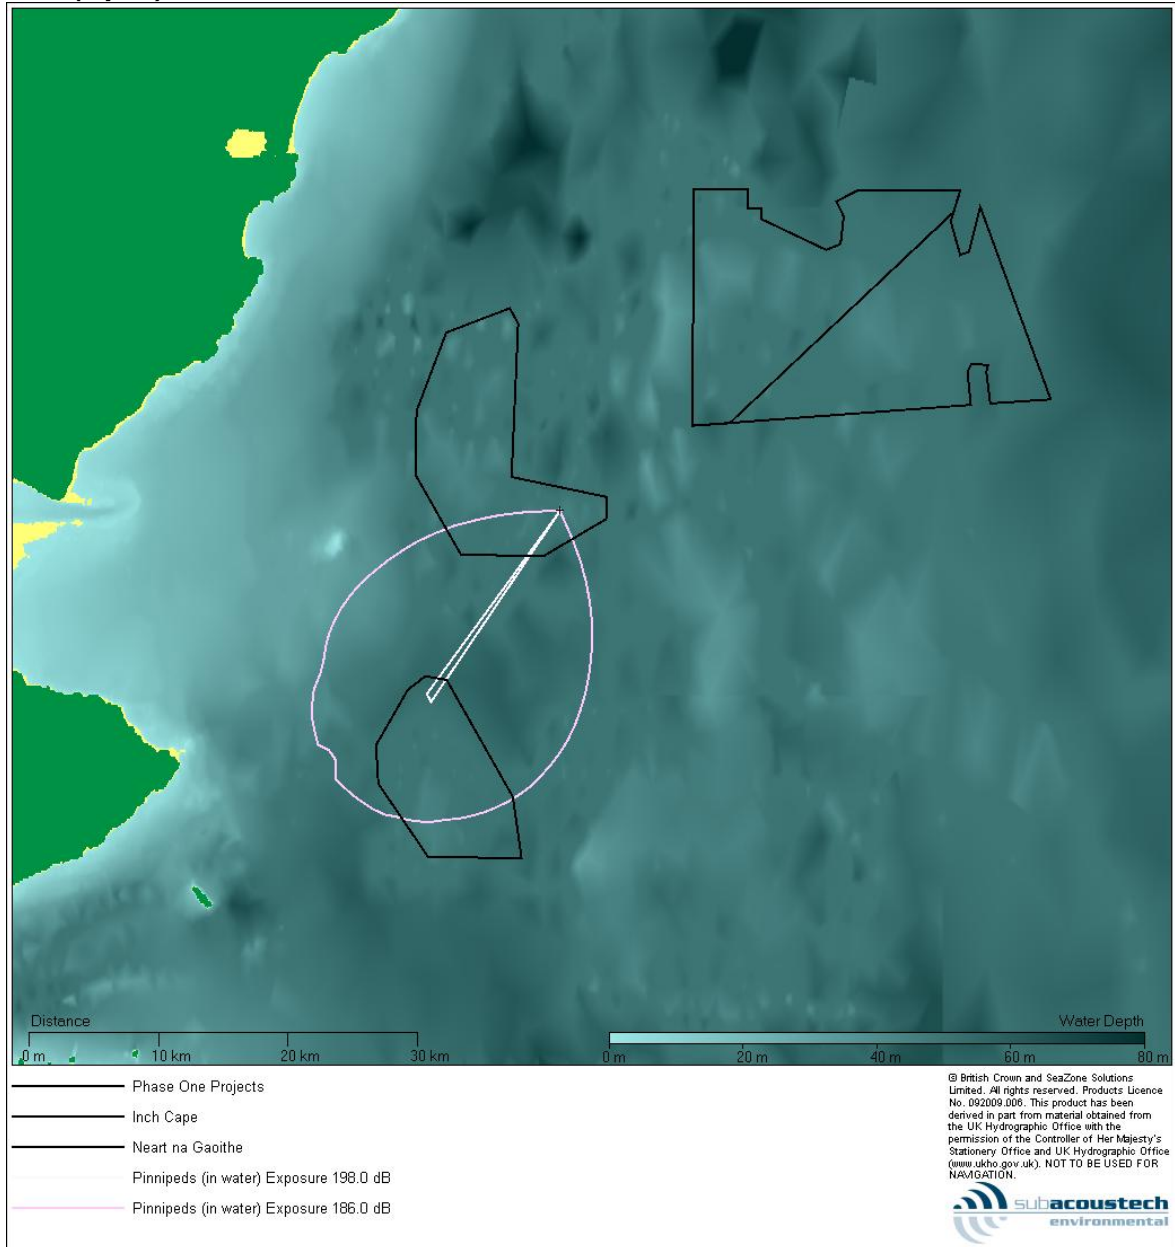 Distance
0 m
10 km
20 km
30 km
Water Depth
0 m
20 m
40 m
60 m
80 m
Phase One Projects
Inch Cape
Neart na Gaoithe
Pinnipeds (in water) Exposure 198.0 dB
Pinnipeds (in water) Exposure 186.0 dB
© British Crown and SeaZone Solutions
Limited. All rights reserved. Products Licence
No. 092009.006. This product has been
derived in part from material obtained from
the UK Hydrographic Office with the
permission of the Controller of Her Majesty's
Stationery Office and UK Hydrographic Office
(www.ukho.gov.uk). NOT TO BE USED FOR
NAVIGATION.
subacoustech
environmental